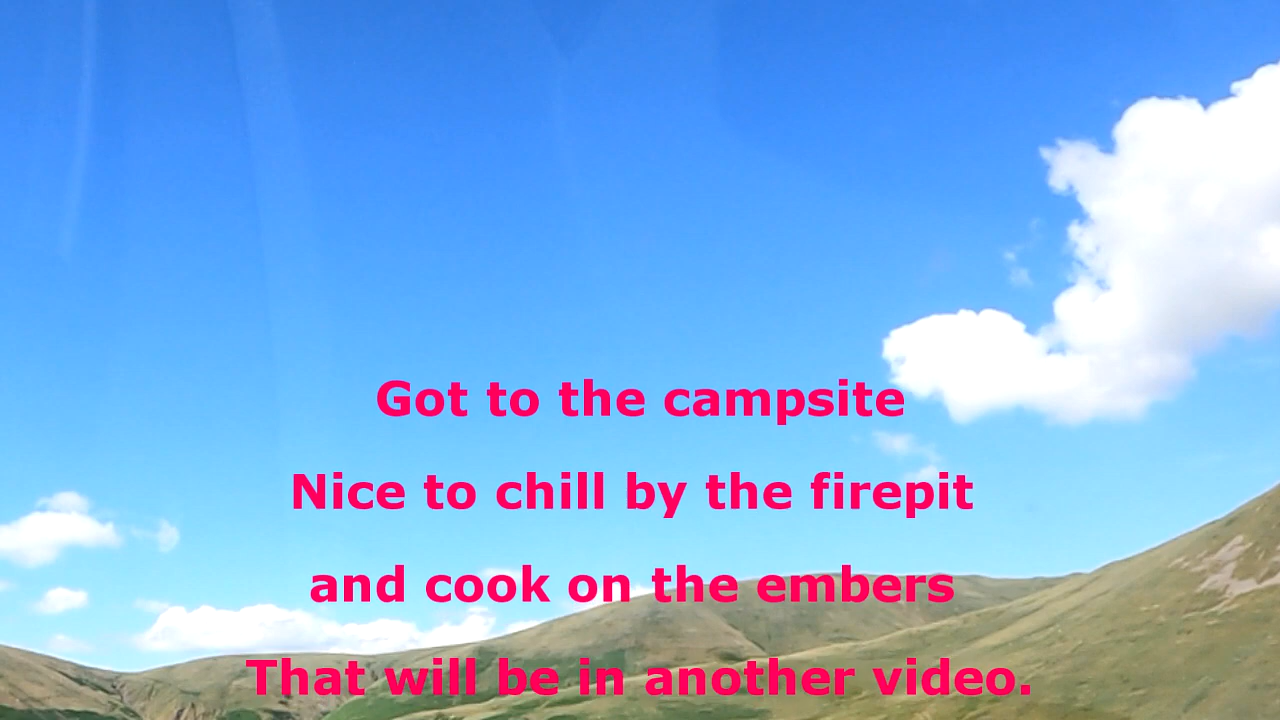 Got to the campsite
Nice to chill by the firepit
and cook on the embers
That will be in another video.